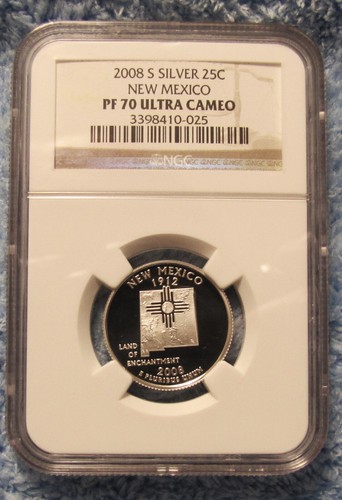 2008 S SILVER 25C
NEW MEXICO
PF 70 ULTRA CAMEO
3398410-025
NGC
NEW MEXICO
1912
LAND
OF
ENCHANTMENT
2008
E PLURIBUS UNUM